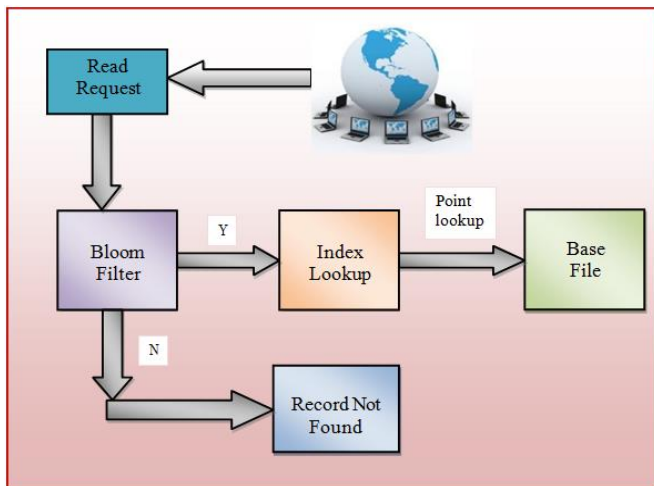 Read
Request
Bloom
Filter
Y
Index
Lookup
Point
lookup
Base
File
N
Record Not
Found